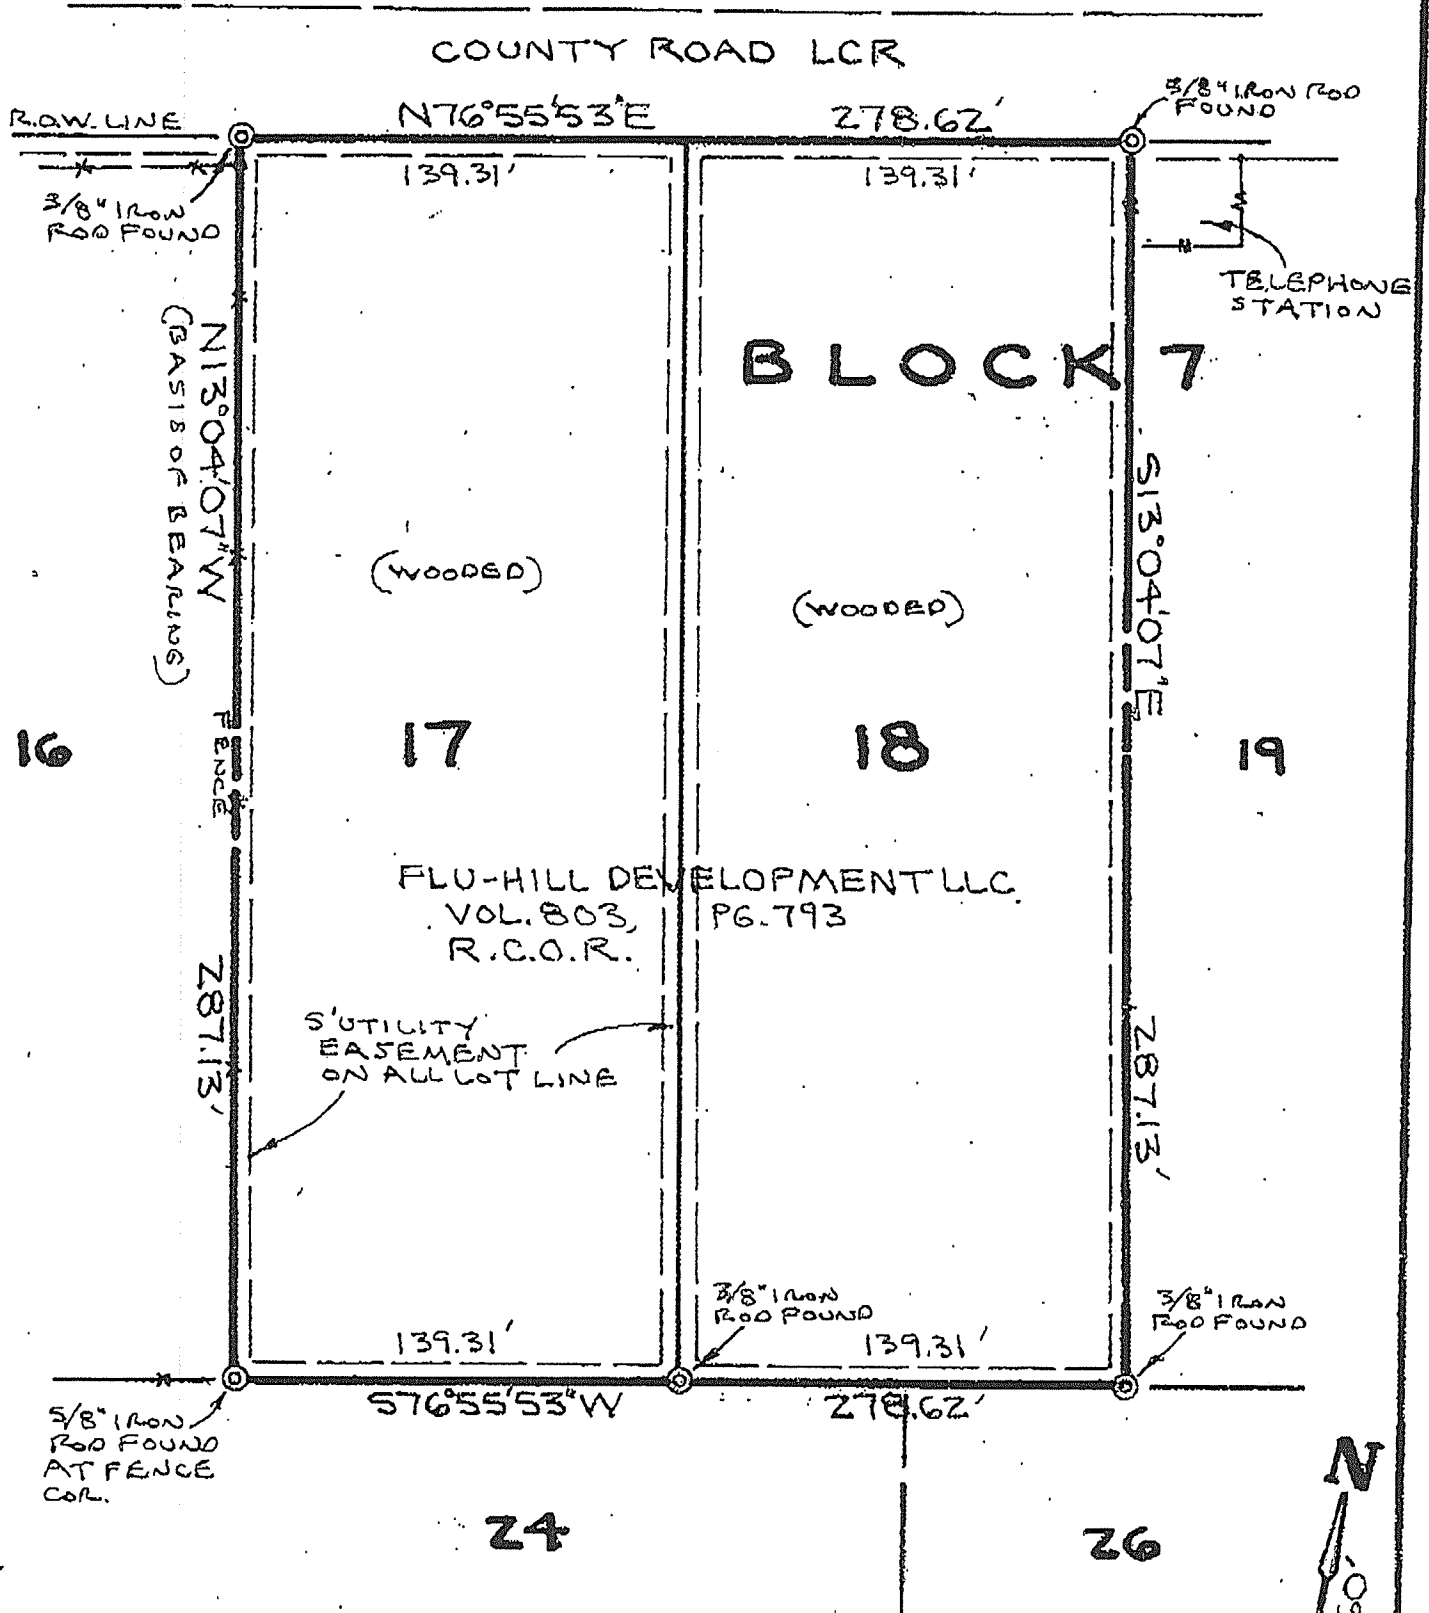 COUNTY ROAD LCR
R.O.W. LINE
N76°55'53"E
278.62'
3/8" IRON ROD
FOUND
139.31'
139.31'
3/8" IRON
ROD FOUND
TELEPHONE
STATION
BLOCK 7
N13°04'07"W
(BASIS OF BEARING)
S13°04'07"E
(WOODED)
(WOODED)
FENCE
16
17
18
19
FLU-HILL DEVELOPMENT LLC.
VOL. 803, PG. 793
R.C.O.R.
287.13'
287.13'
5' UTILITY
EASEMENT
ON ALL LOT LINE
3/8" IRON
ROD FOUND
3/8" IRON
ROD FOUND
139.31'
139.31'
S76°55'53"W
278.62'
5/8" IRON
ROD FOUND
AT FENCE
COR.
24
26
N